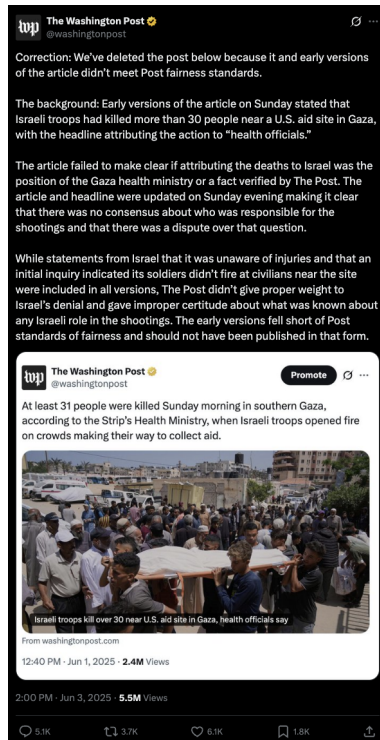 The Washington Post
@washingtonpost
Correction: We've deleted the post below because it and early versions
of the article didn't meet Post fairness standards.
The background: Early versions of the article on Sunday stated that
Israeli troops had killed more than 30 people near a U.S. aid site in Gaza,
with the headline attributing the action to “health officials.”
The article failed to make clear if attributing the deaths to Israel was the
position of the Gaza health ministry or a fact verified by The Post. The
article and headline were updated on Sunday evening making it clear
that there was no consensus about who was responsible for the
shootings and that there was a dispute over that question.
While statements from Israel that it was unaware of injuries and that an
initial inquiry indicated its soldiers didn't fire at civilians near the site
were included in all versions, The Post didn't give proper weight to
Israel's denial and gave improper certitude about what was known about
any Israeli role in the shootings. The early versions fell short of Post
standards of fairness and should not have been published in that form.
The Washington Post
@washingtonpost
Promote
At least 31 people were killed Sunday morning in southern Gaza,
according to the Strip's Health Ministry, when Israeli troops opened fire
on crowds making their way to collect aid.
Israeli troops kill over 30 near U.S. aid site in Gaza, health officials say
From washingtonpost.com
12:40 PM · Jun 1, 2025 · 2.4M Views
2:00 PM · Jun 3, 2025 · 5.5M Views
5.1K 3.7K 6.1K 1.8K